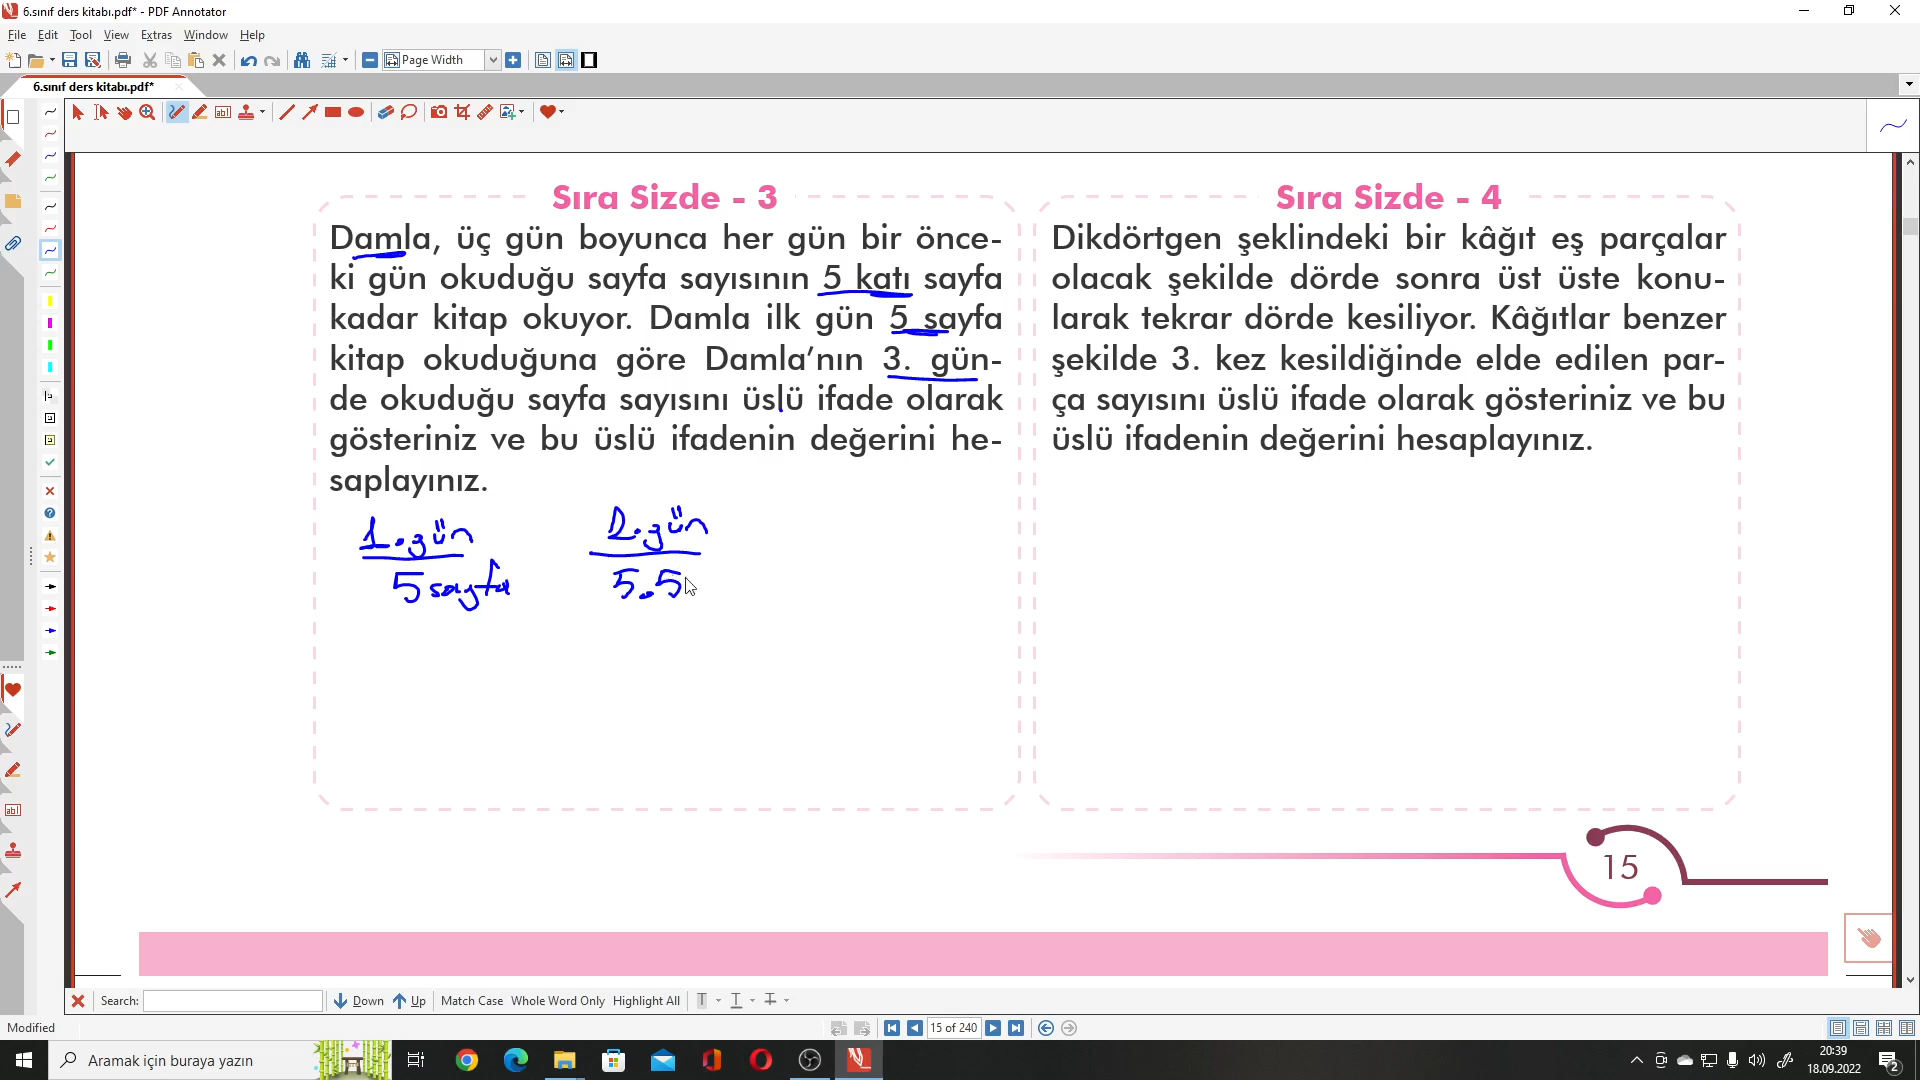 6.sınıf ders kitabı.pdf* - PDF Annotator
File Edit Tool View Extras Window Help
Page Width
6.sınıf ders kitabı.pdf*
Sıra Sizde - 3
Damla, üç gün boyunca her gün bir önce-
ki gün okuduğu sayfa sayısının 5 katı sayfa
kadar kitap okuyor. Damla ilk gün 5 sayfa
kitap okuduğuna göre Damla’nın 3. gün-
de okuduğu sayfa sayısını üslü ifade olarak
gösteriniz ve bu üslü ifadenin değerini he-
saplayınız.
1.gün 2.gün
5 sayfa 5.5
Sıra Sizde - 4
Dikdörtgen şeklindeki bir kâğıt eş parçalar
olacak şekilde dörde sonra üst üste konu-
larak tekrar dörde kesiliyor. Kâğıtlar benzer
şekilde 3. kez kesildiğinde elde edilen par-
ça sayısını üslü ifade olarak gösteriniz ve bu
üslü ifadenin değerini hesaplayınız.
15
Search: Down Up Match Case Whole Word Only Highlight All
Modified 15 of 240
Aramak için buraya yazın
20:39
18.09.2022
2